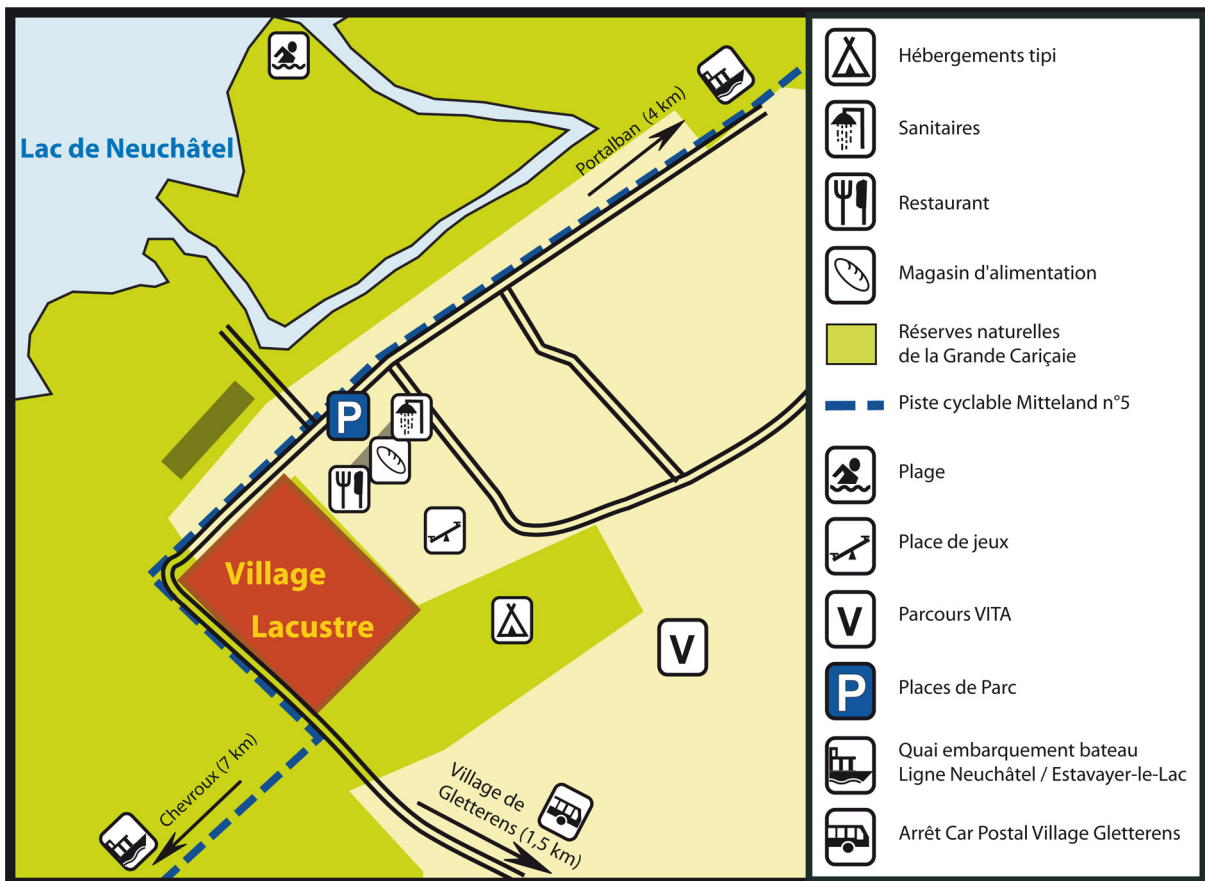 Lac de Neuchâtel
Portalban (4 km)
P
Village
Lacustre
V
Chevroux (7 km)
Village de
Gletterens (1,5 km)
Hébergements tipi
Sanitaires
Restaurant
Magasin d'alimentation
Réserves naturelles
de la Grande Cariçaie
Piste cyclable Mitteland n°5
Plage
Place de jeux
V
Parcours VITA
P
Places de Parc
Quai embarquement bateau
Ligne Neuchâtel / Estavayer-le-Lac
Arrêt Car Postal Village Gletterens